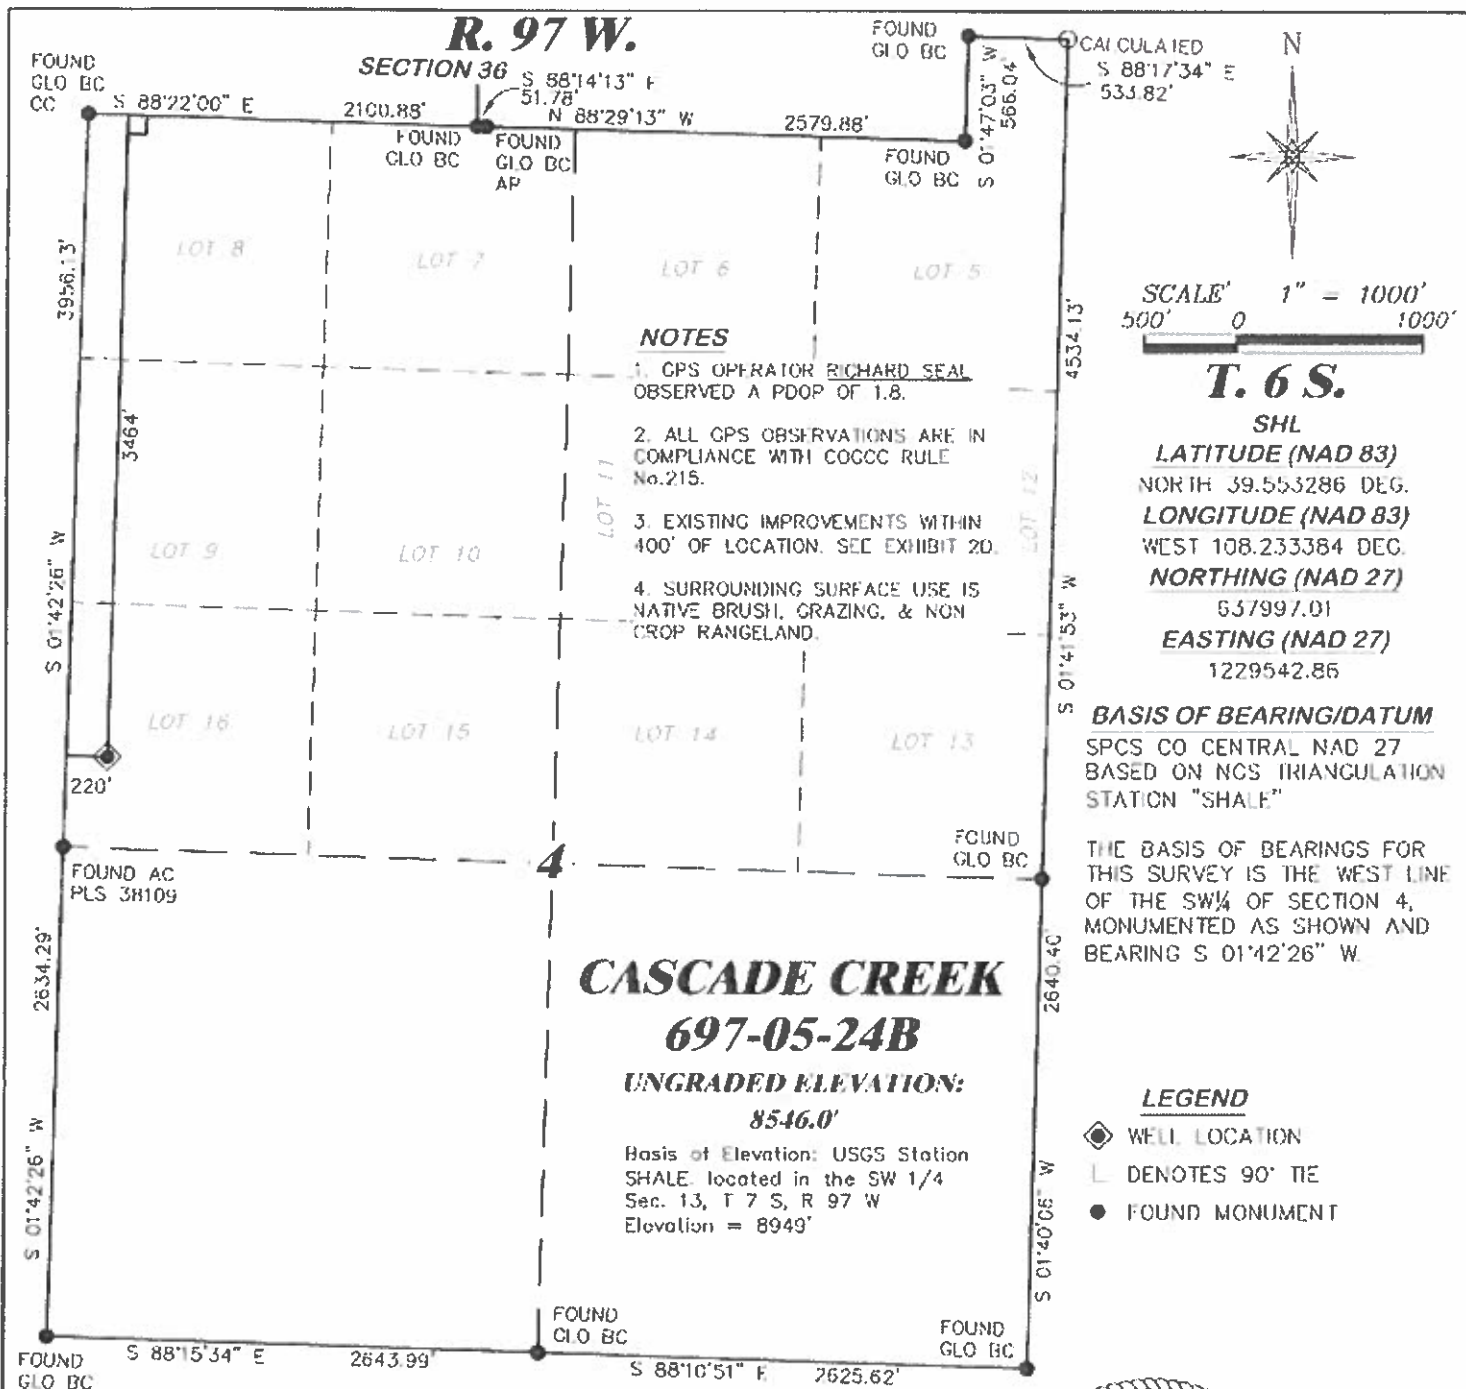 R. 97 W.
SECTION 36
FOUND
GLO BC
CC
S 88°22'00" E
2100.88'
S 88°14'13" E
51.78'
N 88°29'13" W
2579.88'
FOUND
GLO BC
FOUND
GLO BC
AP
FOUND
GLO BC
FOUND
GLO BC
S 01°47'03" W
566.04'
CALCULATED
S 88°17'34" E
533.82'
N
3956.13'
3464'
S 01°42'26" W
LOT 8
LOT 7
LOT 6
LOT 5
LOT 9
LOT 10
LOT 11
LOT 12
LOT 16
LOT 15
LOT 14
LOT 13
NOTES
1. GPS OPERATOR RICHARD SEAL
OBSERVED A PDOP OF 1.8.
2. ALL GPS OBSERVATIONS ARE IN
COMPLIANCE WITH COGCC RULE
No.215.
3. EXISTING IMPROVEMENTS WITHIN
400' OF LOCATION. SEE EXHIBIT 2D.
4. SURROUNDING SURFACE USE IS
NATIVE BRUSH, GRAZING, & NON
CROP RANGELAND.
4534.13'
S 01°41'53" W
SCALE' 1" = 1000'
500' 0 1000'
T. 6 S.
SHL
LATITUDE (NAD 83)
NORTH 39.553286 DEG.
LONGITUDE (NAD 83)
WEST 108.233384 DEG.
NORTHING (NAD 27)
637997.01
EASTING (NAD 27)
1229542.86
BASIS OF BEARING/DATUM
SPCS CO CENTRAL NAD 27
BASED ON NGS TRIANGULATION
STATION "SHALE"
THE BASIS OF BEARINGS FOR
THIS SURVEY IS THE WEST LINE
OF THE SW¼ OF SECTION 4,
MONUMENTED AS SHOWN AND
BEARING S 01°42'26" W.
220'
FOUND AC
PLS 38109
4
FOUND
GLO BC
2634.29'
S 01°42'26" W
CASCADE CREEK
697-05-24B
UNGRADED ELEVATION:
8546.0'
Basis of Elevation: USGS Station
SHALE located in the SW 1/4
Sec. 13, T 7 S, R 97 W
Elevation = 8949'
2640.40'
S 01°40'06" W
LEGEND
WELL LOCATION
DENOTES 90° TIE
FOUND MONUMENT
FOUND
GLO BC
S 88°15'34" E
2643.99'
FOUND
GLO BC
S 88°10'51" E
2625.62'
FOUND
GLO BC